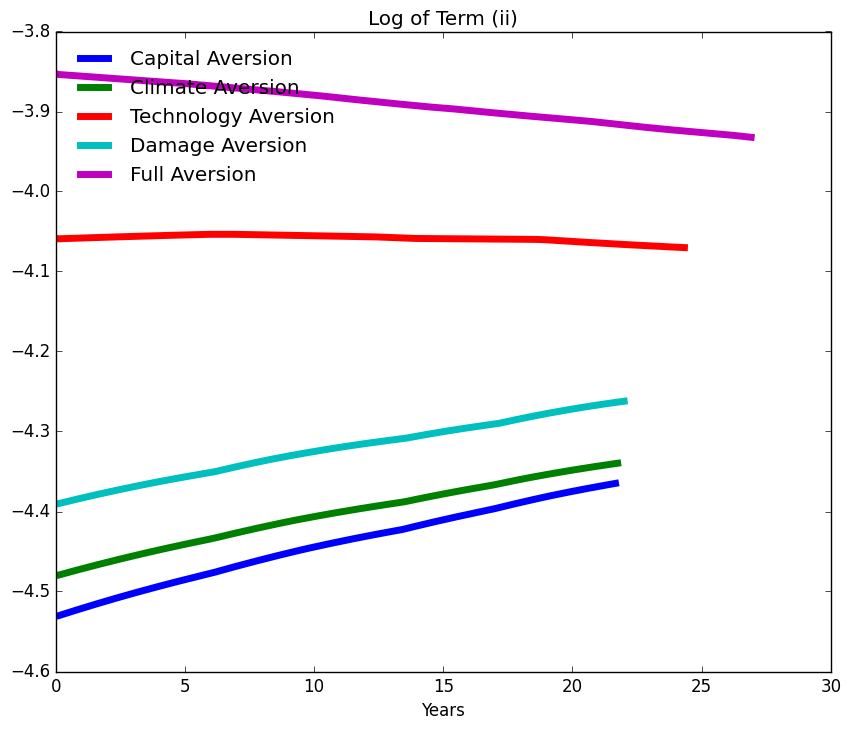 Log of Term (ii)
−3.8
−3.9
−4.0
−4.1
−4.2
−4.3
−4.4
−4.5
−4.6
Capital Aversion
Climate Aversion
Technology Aversion
Damage Aversion
Full Aversion
0 5 10 15 20 25 30
Years